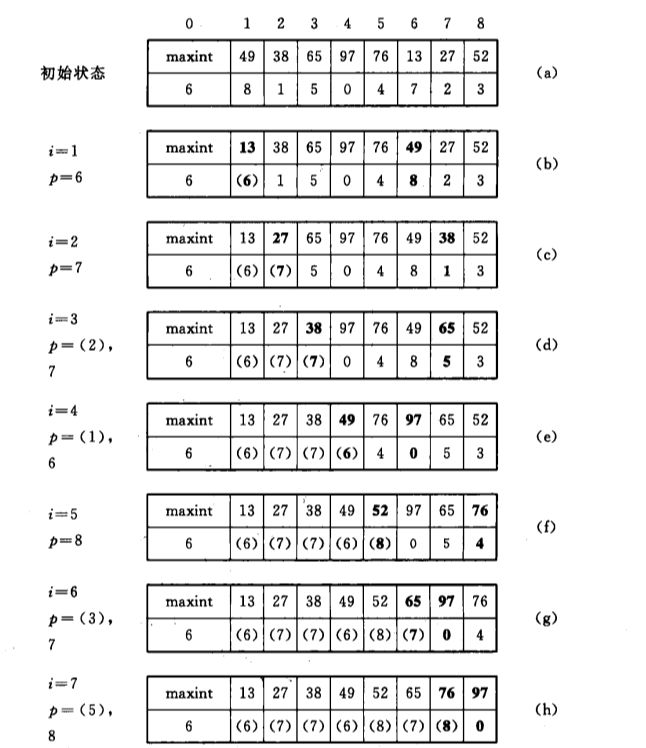 0 1 2 3 4 5 6 7 8
初始状态
maxint 49 38 65 97 76 13 27 52
6 8 1 5 0 4 7 2 3
(a)
i=1
p=6
maxint 13 38 65 97 76 49 27 52
6 (6) 1 5 0 4 8 2 3
(b)
i=2
p=7
maxint 13 27 65 97 76 49 38 52
6 (6) (7) 5 0 4 8 1 3
(c)
i=3
p=(2),
7
maxint 13 27 38 97 76 49 65 52
6 (6) (7) (7) 0 4 8 5 3
(d)
i=4
p=(1),
6
maxint 13 27 38 49 76 97 65 52
6 (6) (7) (7) (6) 4 0 5 3
(e)
i=5
p=8
maxint 13 27 38 49 52 97 65 76
6 (6) (7) (7) (6) (8) 0 5 4
(f)
i=6
p=(3),
7
maxint 13 27 38 49 52 65 97 76
6 (6) (7) (7) (6) (8) (7) 0 4
(g)
i=7
p=(5),
8
maxint 13 27 38 49 52 65 76 97
6 (6) (7) (7) (6) (8) (7) (8) 0
(h)